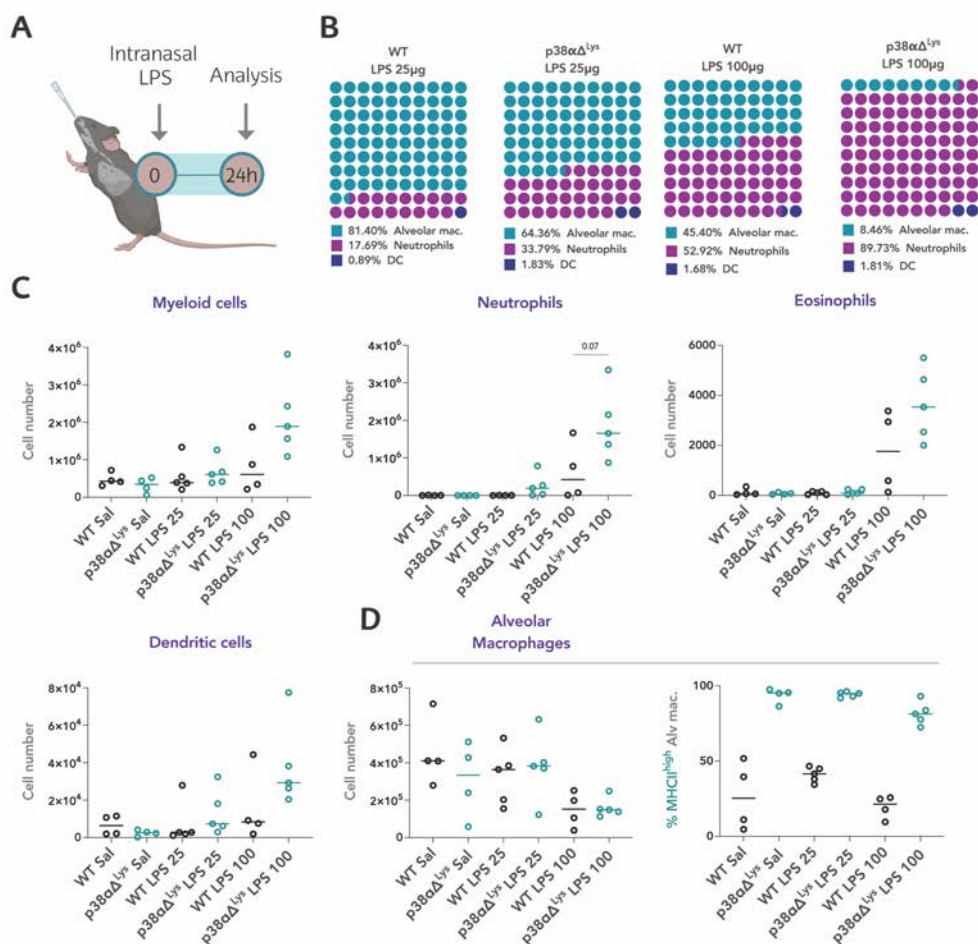 A
Intranasal
LPS
Analysis
0
24h
B
WT
LPS 25µg
p38αΔLys
LPS 25µg
WT
LPS 100µg
p38αΔLys
LPS 100µg
81.40% Alveolar mac.
17.69% Neutrophils
0.89% DC
64.36% Alveolar mac.
33.79% Neutrophils
1.83% DC
45.40% Alveolar mac.
52.92% Neutrophils
1.68% DC
8.46% Alveolar mac.
89.73% Neutrophils
1.81% DC
C
Myeloid cells
Cell number
4×10⁶
3×10⁶
2×10⁶
1×10⁶
0
WT Sal
p38αΔLys Sal
WT LPS 25
p38αΔLys LPS 25
WT LPS 100
p38αΔLys LPS 100
Neutrophils
Cell number
4×10⁶
3×10⁶
2×10⁶
1×10⁶
0
0.07
WT Sal
p38αΔLys Sal
WT LPS 25
p38αΔLys LPS 25
WT LPS 100
p38αΔLys LPS 100
Eosinophils
Cell number
6000
4000
2000
0
WT Sal
p38αΔLys Sal
WT LPS 25
p38αΔLys LPS 25
WT LPS 100
p38αΔLys LPS 100
Dendritic cells
Cell number
8×10⁴
6×10⁴
4×10⁴
2×10⁴
0
WT Sal
p38αΔLys Sal
WT LPS 25
p38αΔLys LPS 25
WT LPS 100
p38αΔLys LPS 100
D
Alveolar
Macrophages
Cell number
8×10⁵
6×10⁵
4×10⁵
2×10⁵
0
WT Sal
p38αΔLys Sal
WT LPS 25
p38αΔLys LPS 25
WT LPS 100
p38αΔLys LPS 100
% MHCIIhigh Alv mac.
100
50
0
WT Sal
p38αΔLys Sal
WT LPS 25
p38αΔLys LPS 25
WT LPS 100
p38αΔLys LPS 100